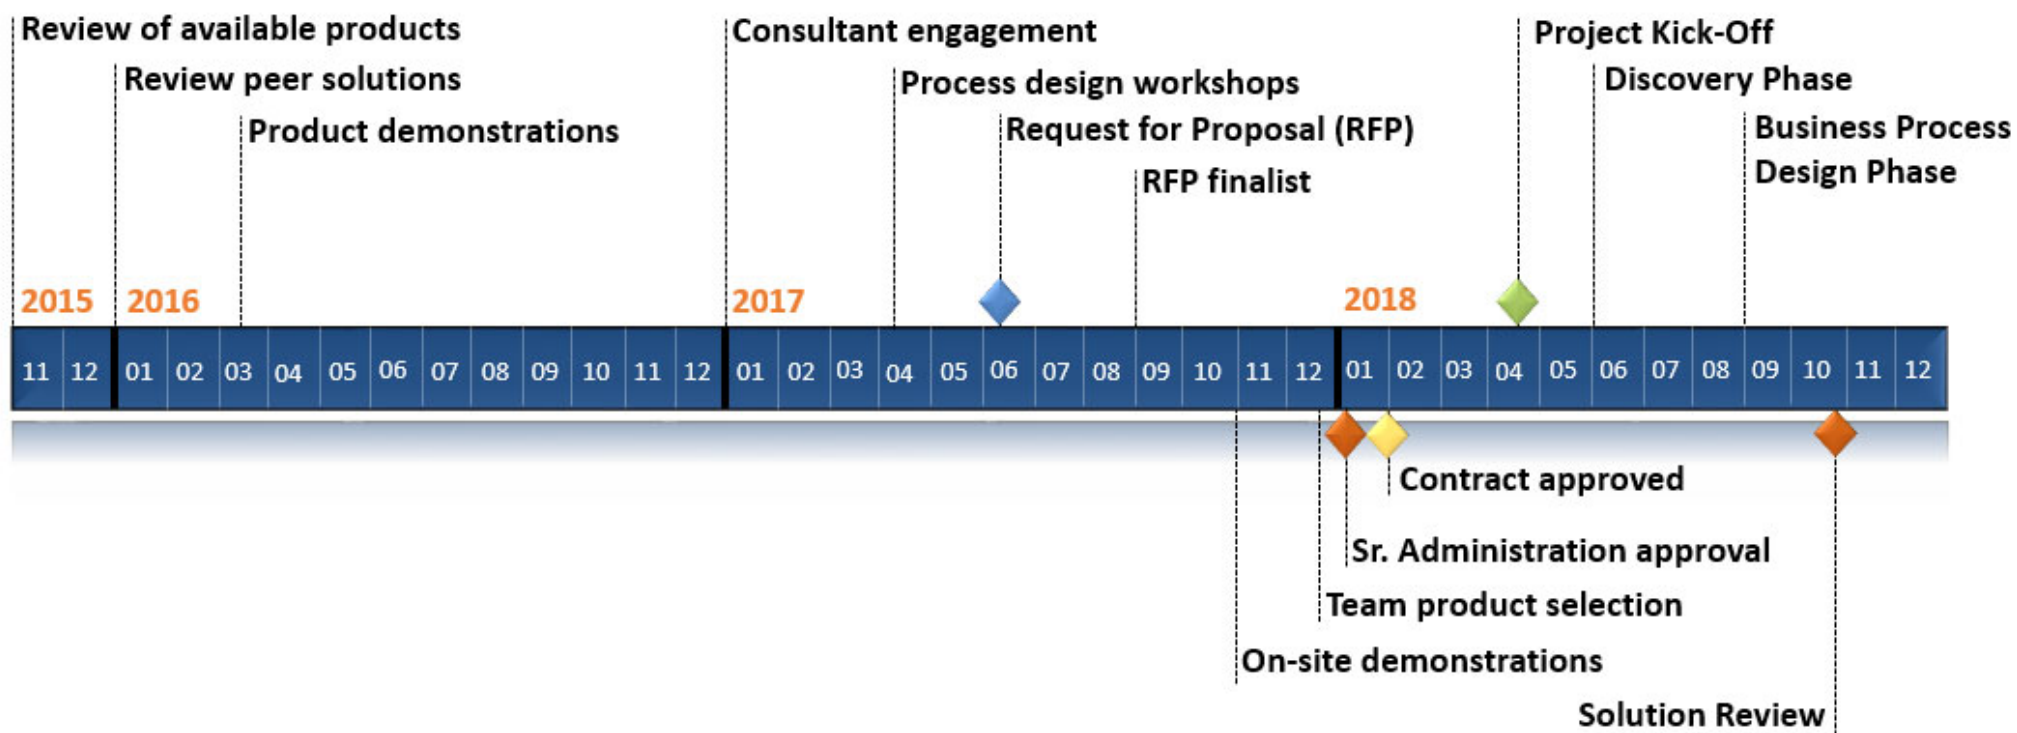 Review of available products
Consultant engagement
Project Kick-Off
Review peer solutions
Process design workshops
Discovery Phase
Product demonstrations
Request for Proposal (RFP)
Business Process
Design Phase
RFP finalist
2015 2016 2017 2018
11 12 01 02 03 04 05 06 07 08 09 10 11 12 01 02 03 04 05 06 07 08 09 10 11 12 01 02 03 04 05 06 07 08 09 10 11 12
Contract approved
Sr. Administration approval
Team product selection
On-site demonstrations
Solution Review